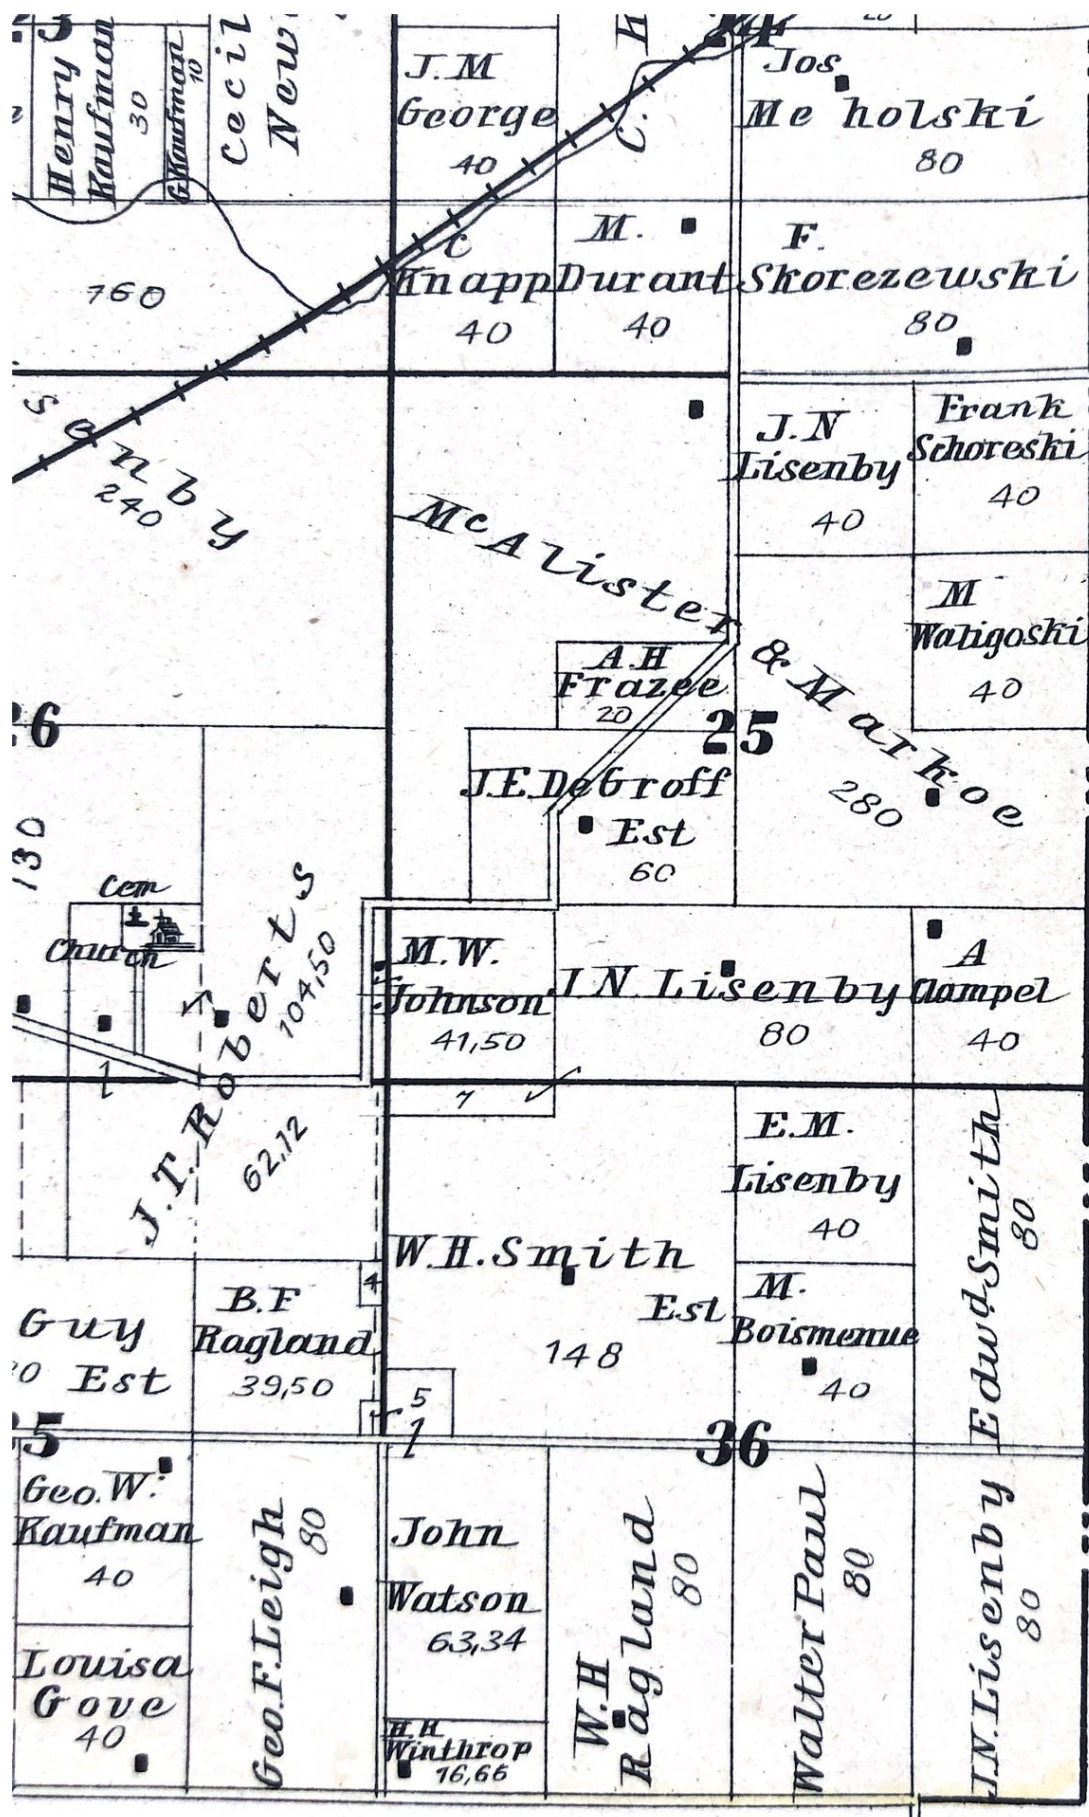 Henry
Kaufman
30
G Kaufman
10
Cecil
New
J. M
George
40
C. H
Jos
Me holski
80
760
C
Knapp
40
M.
Durant
40
F.
Skorezewski
80
sonby
240
J. N
Lisenby
40
Frank
Schoreski
40
McAlister & Markoe
280
M
Waligoski
40
A. H
Frazee
20
26
25
J. E. DeGroff
Est
60
130
Cem
Church
J. T. Roberts
104,50
62,12
M. W.
Johnson
41,50
J N Lisenby
80
A
40
1
7
E. M.
Lisenby
40
Edwd. Smith
80
W. H. Smith
Est
148
M.
Boismenue
40
Guy
Est
B. F
Ragland
39,50
4
5
1
36
Geo. W.
Kaufman
40
Geo. F. Leigh
80
John
Watson
63,34
W. H
Ragland
80
Walter Paul
80
J. N. Lisenby
80
Louisa
Gove
40
H. H
Winthrop
16,66